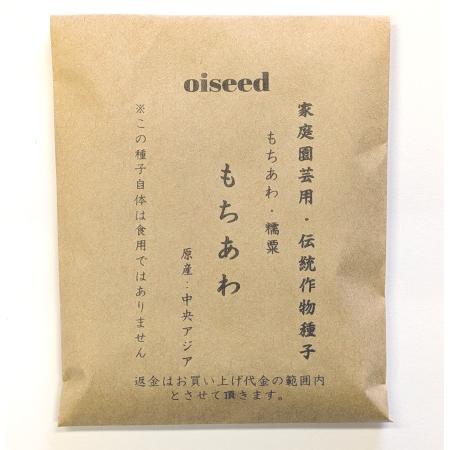 oiseed
家庭園芸用・伝統作物種子
もちあわ・糯粟
もちあわ
原産:中央アジア
※この種子自体は食用ではありません
返金はお買い上げ代金の範囲内
とさせて頂きます。